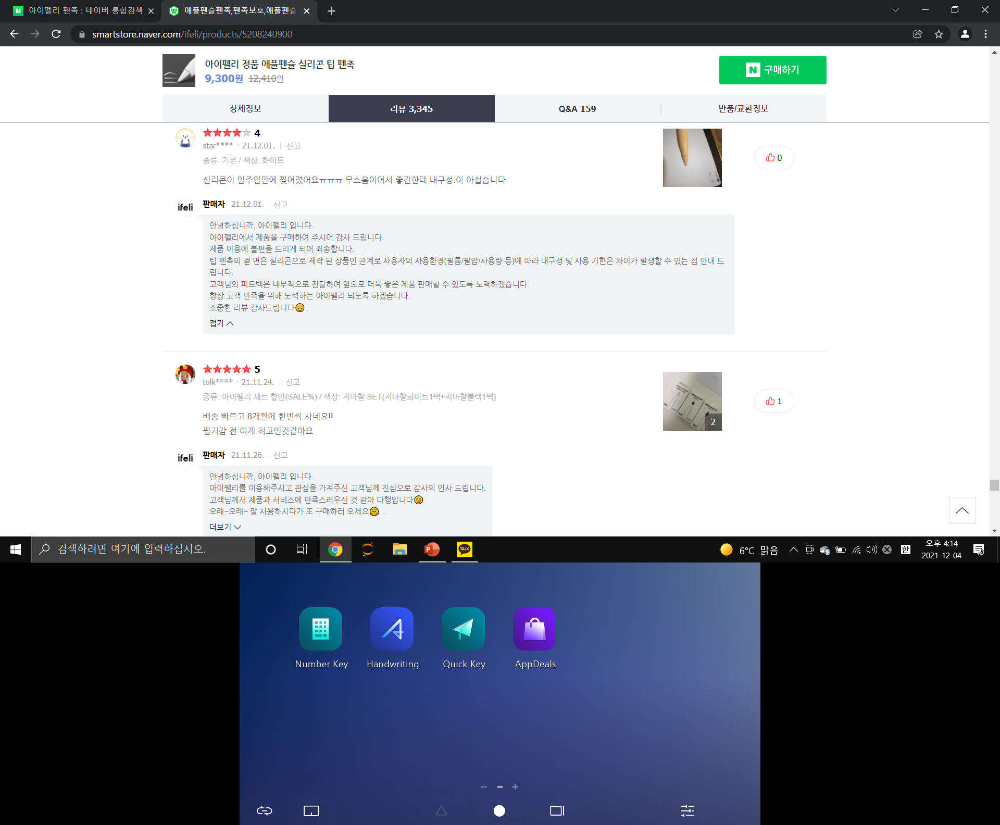 아이펠리 펜촉 : 네이버 통합검색
애플펜슬펜촉,펜촉보호,애플펜슬
smartstore.naver.com/ifeli/products/5208240900
아이펠리 정품 애플펜슬 실리콘 팁 펜촉
9,300원 12,410원
N 구매하기
상세정보
리뷰 3,345
Q&A 159
반품/교환정보
4
star**** · 21.12.01. 신고
종류: 기본 / 색상: 화이트
실리콘이 일주일만에 찢어졌어요ㅠㅠㅠ 무소음이어서 좋긴한데 내구성.이 아쉽습니다
0
ifeli 판매자 21.12.01. 신고
안녕하십니까, 아이펠리 입니다.
아이펠리에서 제품을 구매하여 주시어 감사 드립니다.
제품 이용에 불편을 드리게 되어 죄송합니다.
팁 펜촉의 겉 면은 실리콘으로 제작 된 상품인 관계로 사용자의 사용환경(필름/팔압/사용량 등)에 따라 내구성 및 사용 기한은 차이가 발생할 수 있는 점 안내 드
립니다.
고객님의 피드백은 내부적으로 전달하여 앞으로 더욱 좋은 제품 판매할 수 있도록 노력하겠습니다.
항상 고객 만족을 위해 노력하는 아이펠리 되도록 하겠습니다.
소중한 리뷰 감사드립니다😌.
접기
5
tolk**** · 21.11.24. 신고
종류: 아이펠리 세트 할인(SALE%) / 색상: 저마찰 SET(저마찰화이트1팩+저마찰블랙1팩)
배송 빠르고 8개월에 한번씩 사네요!!
필기감 전 이게 최고인것같아요
2
1
ifeli 판매자 21.11.26. 신고
안녕하십니까, 아이펠리 입니다.
아이펠리를 이용해주시고 관심을 가져주신 고객님께 진심으로 감사의 인사 드립니다.
고객님께서 제품과 서비스에 만족스러우신 것 같아 다행입니다😄
오래~오래~ 잘 사용하시다가 또 구매하러 오세요🤗...
더보기
검색하려면 여기에 입력하십시오.
TALK
6°C 맑음
한
오후 4:14
2021-12-04
Number Key
Handwriting
Quick Key
AppDeals